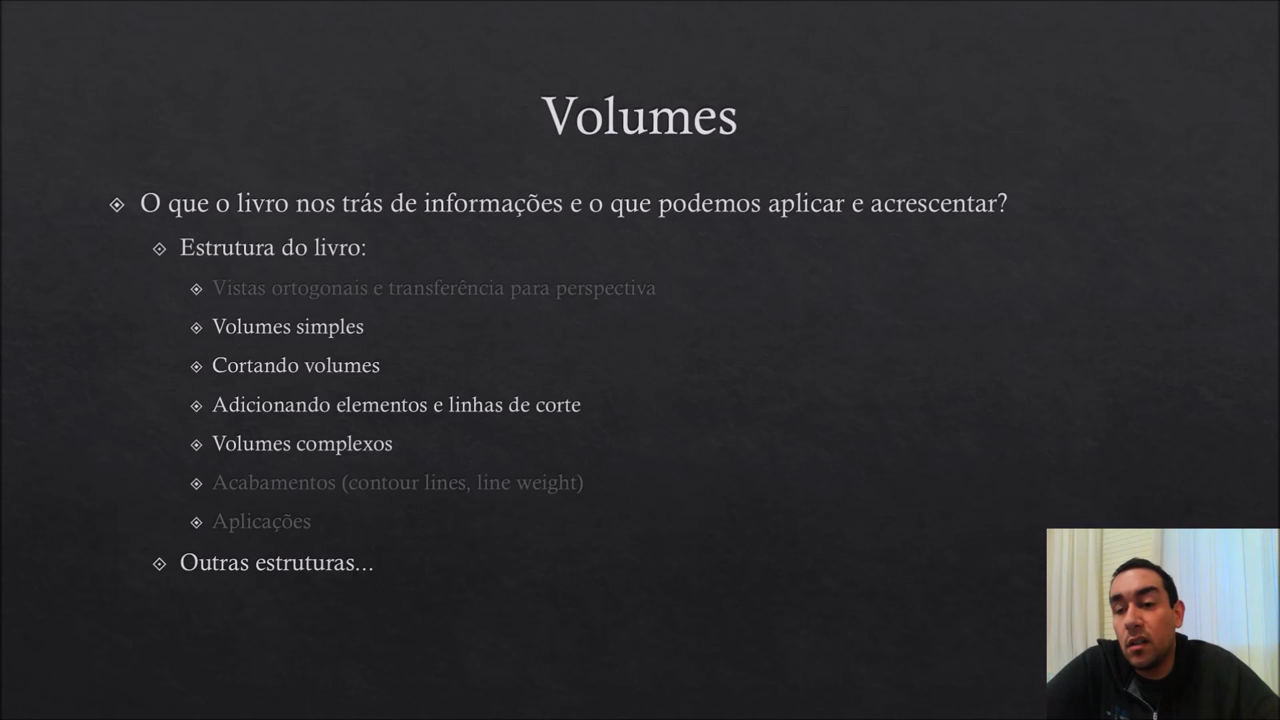 Volumes
O que o livro nos trás de informações e o que podemos aplicar e acrescentar?
Estrutura do livro:
Vistas ortogonais e transferência para perspectiva
Volumes simples
Cortando volumes
Adicionando elementos e linhas de corte
Volumes complexos
Acabamentos (contour lines, line weight)
Aplicações
Outras estruturas...